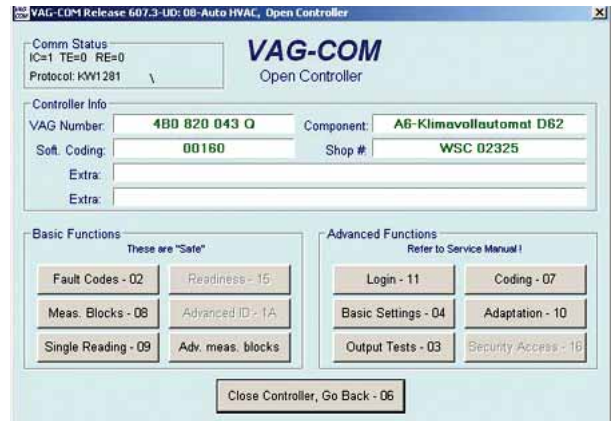 VAG-COM Release 607.3-UD: 08-Auto HVAC, Open Controller
Comm Status
IC=1 TE=0 RE=0
Protocol: KW1281 \
VAG-COM
Open Controller
Controller Info
VAG Number: 4B0 820 043 Q Component: A6-Klimavollautomat D62
Soft. Coding: 00160 Shop #: WSC 02325
Extra:
Extra:
Basic Functions
These are "Safe"
Fault Codes - 02 Readiness - 15
Meas. Blocks - 08 Advanced ID - 1A
Single Reading - 09 Adv. meas. blocks
Advanced Functions
Refer to Service Manual !
Login - 11 Coding - 07
Basic Settings - 04 Adaptation - 10
Output Tests - 03 Security Access - 16
Close Controller, Go Back - 06